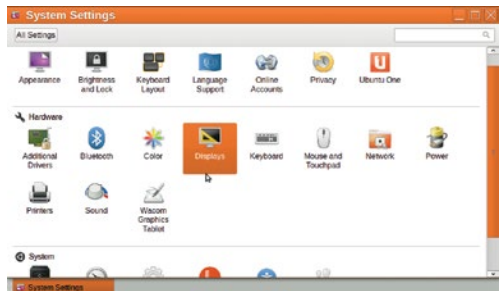 System Settings
All Settings
Appearance
Brightness and Lock
Keyboard Layout
Language Support
Online Accounts
Privacy
Ubuntu One
Hardware
Additional Drivers
Bluetooth
Color
Displays
Keyboard
Mouse and Touchpad
Network
Power
Printers
Sound
Wacom Graphics Tablet
System
System Settings